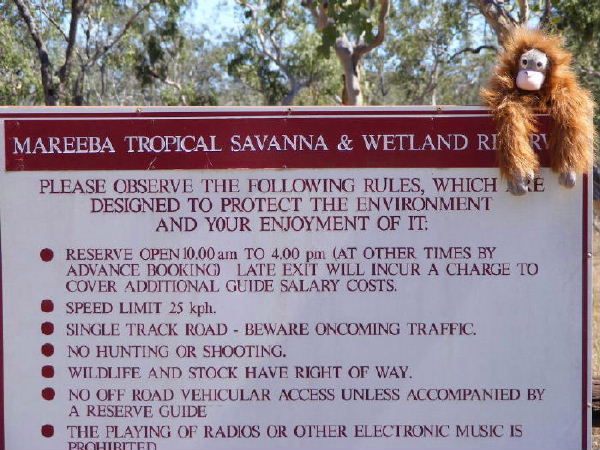 MAREEBA TROPICAL SAVANNA & WETLAND
PLEASE OBSERVE THE FOLLOWING RULES, WHICH
DESIGNED TO PROTECT THE ENVIRONMENT
AND YOUR ENJOYMENT OF IT:
● RESERVE OPEN 10.00 am TO 4.00 pm (AT OTHER TIMES BY
ADVANCE BOOKING) LATE EXIT WILL INCUR A CHARGE TO
COVER ADDITIONAL GUIDE SALARY COSTS.
● SPEED LIMIT 25 kph.
● SINGLE TRACK ROAD - BEWARE ONCOMING TRAFFIC.
● NO HUNTING OR SHOOTING.
● WILDLIFE AND STOCK HAVE RIGHT OF WAY.
● NO OFF ROAD VEHICULAR ACCESS UNLESS ACCOMPANIED BY
A RESERVE GUIDE
● THE PLAYING OF RADIOS OR OTHER ELECTRONIC MUSIC IS
PROHIBITED